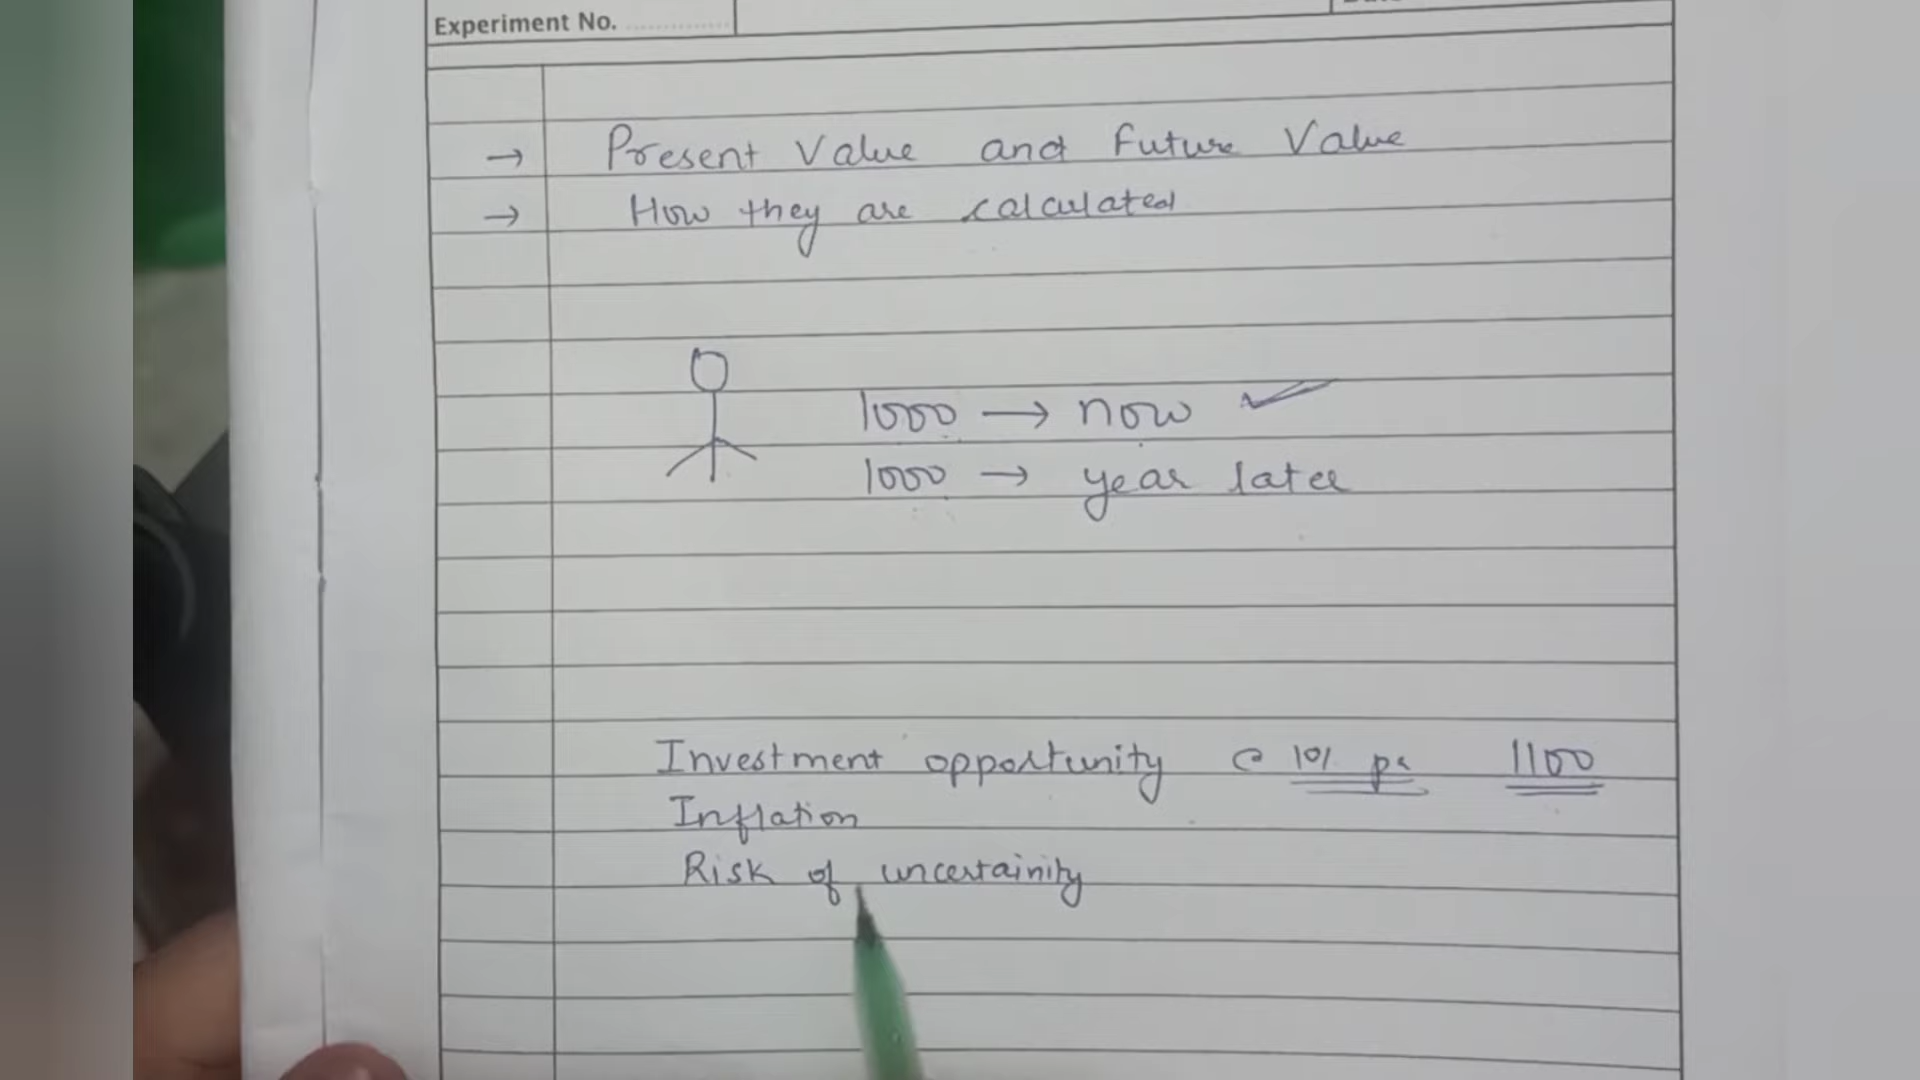 Experiment No. ..............
→ Present Value and Future Value
→ How they are calculated
1000 → now ✓
1000 → year later
Investment opportunity @ 10% pa 1100
Inflation
Risk of uncertainity